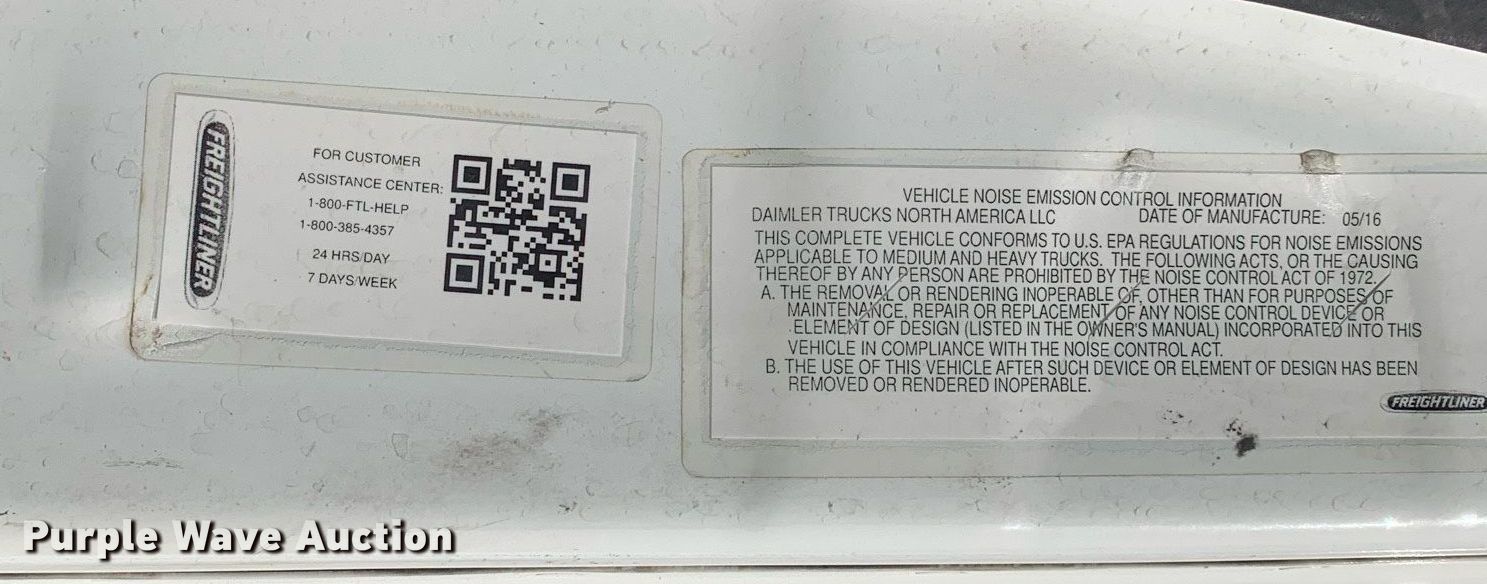 FREIGHTLINER
FOR CUSTOMER
ASSISTANCE CENTER:
1-800-FTL-HELP
1-800-385-4357
24 HRS/DAY
7 DAYS/WEEK
VEHICLE NOISE EMISSION CONTROL INFORMATION
DAIMLER TRUCKS NORTH AMERICA LLC DATE OF MANUFACTURE: 05/16
THIS COMPLETE VEHICLE CONFORMS TO U.S. EPA REGULATIONS FOR NOISE EMISSIONS
APPLICABLE TO MEDIUM AND HEAVY TRUCKS. THE FOLLOWING ACTS, OR THE CAUSING
THEREOF BY ANY PERSON ARE PROHIBITED BY THE NOISE CONTROL ACT OF 1972.
A. THE REMOVAL OR RENDERING INOPERABLE OF, OTHER THAN FOR PURPOSES OF
MAINTENANCE, REPAIR OR REPLACEMENT OF ANY NOISE CONTROL DEVICE OR
ELEMENT OF DESIGN (LISTED IN THE OWNER'S MANUAL) INCORPORATED INTO THIS
VEHICLE IN COMPLIANCE WITH THE NOISE CONTROL ACT.
B. THE USE OF THIS VEHICLE AFTER SUCH DEVICE OR ELEMENT OF DESIGN HAS BEEN
REMOVED OR RENDERED INOPERABLE.
FREIGHTLINER
Purple Wave Auction